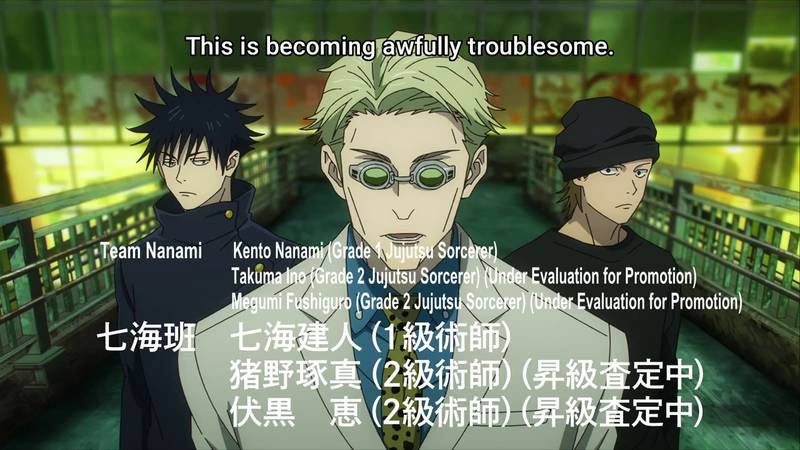 This is becoming awfully troublesome.
Team Nanami Kento Nanami (Grade 1 Jujutsu Sorcerer)
Takuma Ino (Grade 2 Jujutsu Sorcerer) (Under Evaluation for Promotion)
Megumi Fushiguro (Grade 2 Jujutsu Sorcerer) (Under Evaluation for Promotion)
七海班 七海建人 (1級術師)
猪野琢真 (2級術師) (昇級査定中)
伏黒 恵 (2級術師) (昇級査定中)